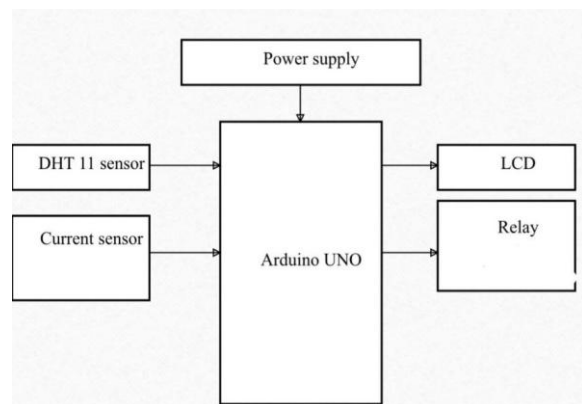 Power supply
DHT 11 sensor
LCD
Current sensor
Relay
Arduino UNO